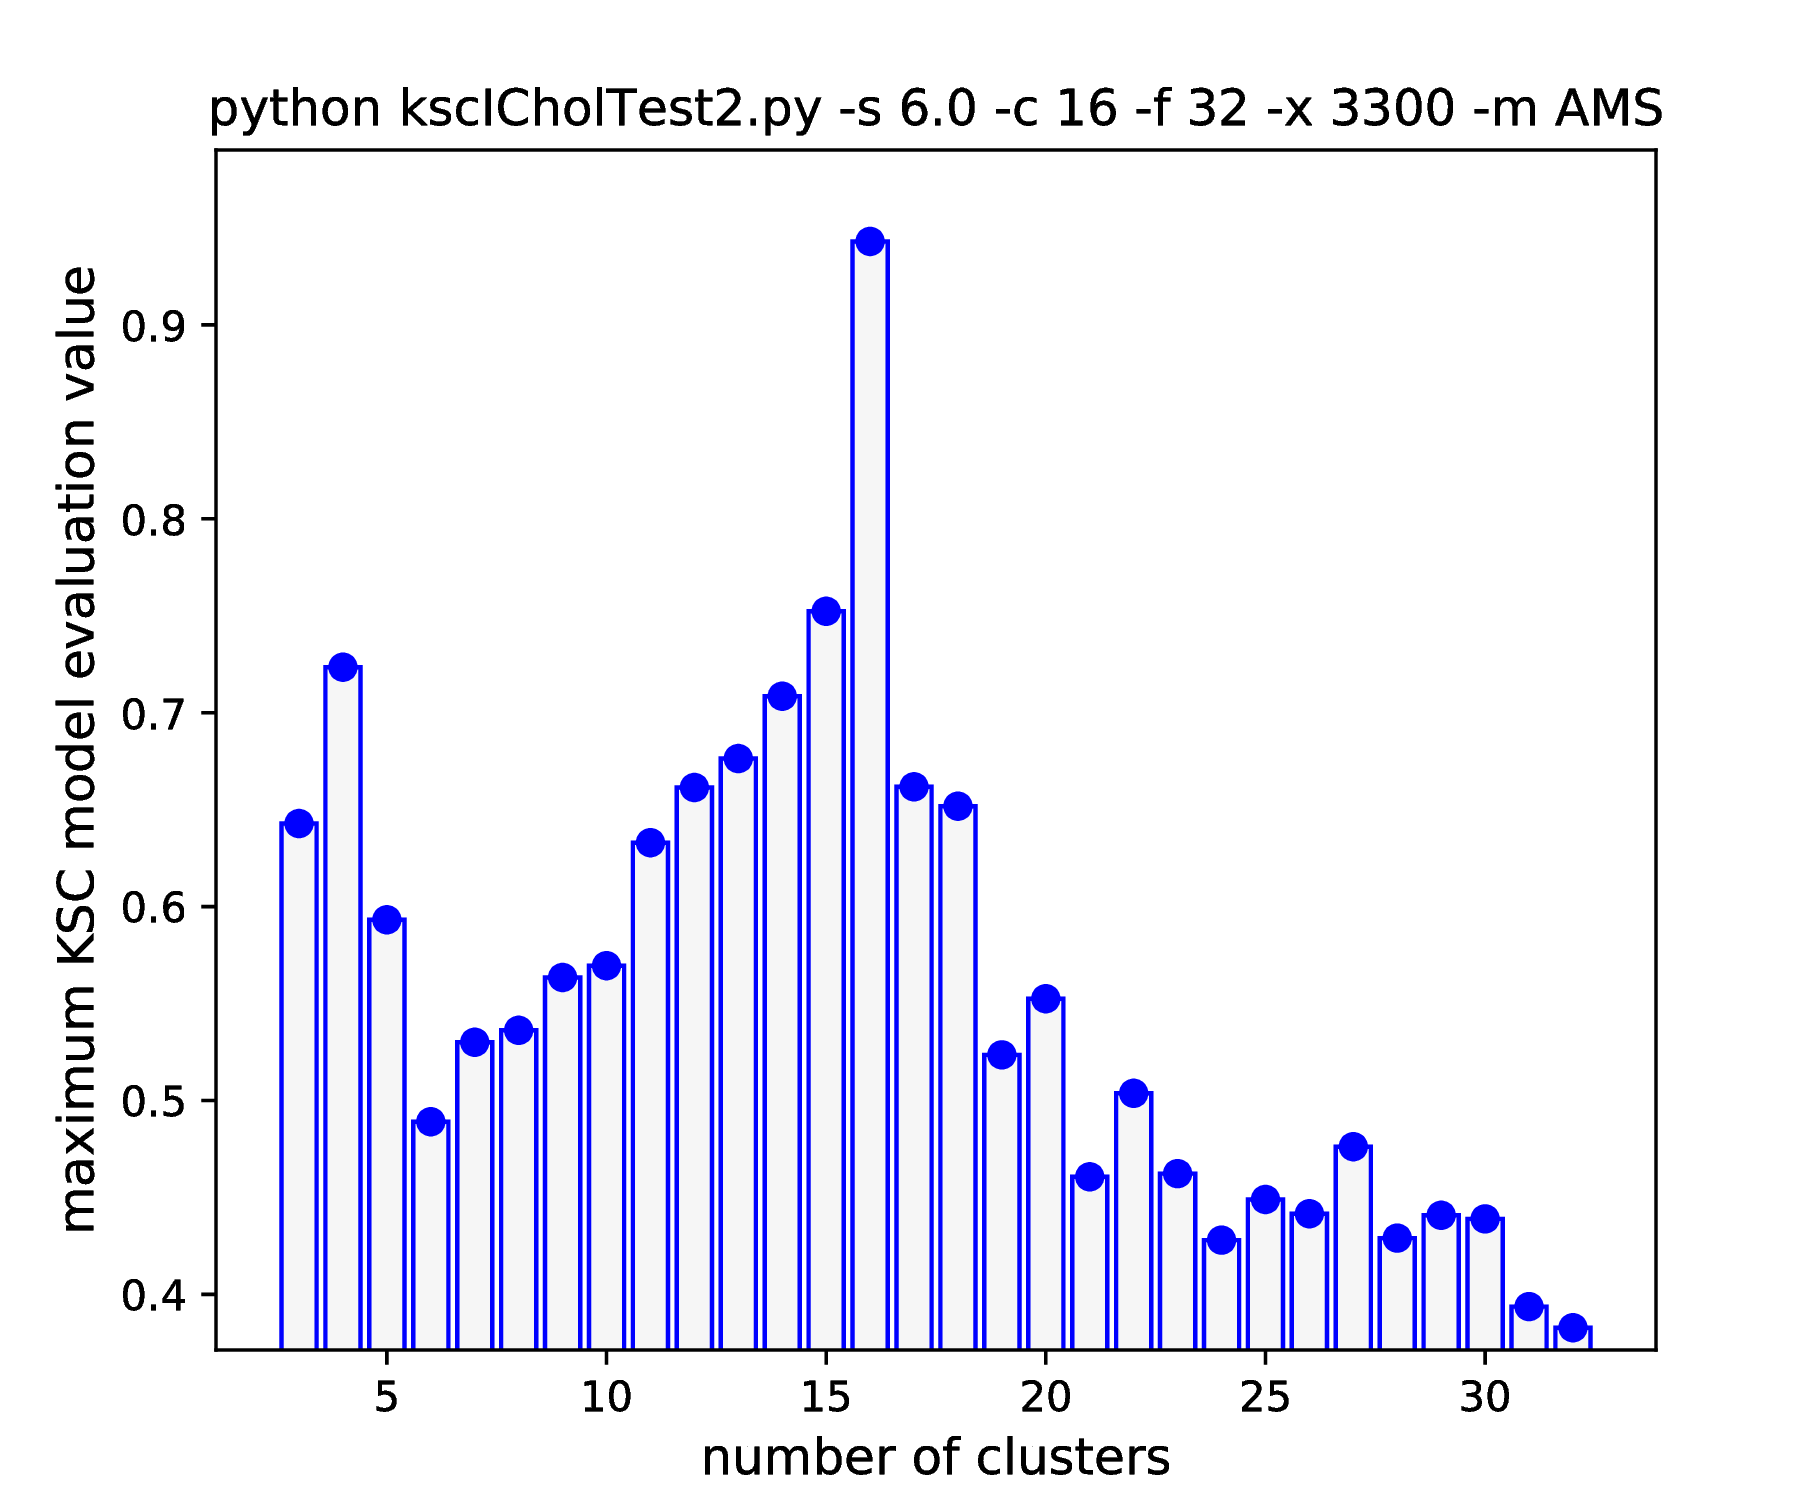 python kscICholTest2.py -s 6.0 -c 16 -f 32 -x 3300 -m AMS
maximum KSC model evaluation value
0.9
0.8
0.7
0.6
0.5
0.4
5 10 15 20 25 30
number of clusters